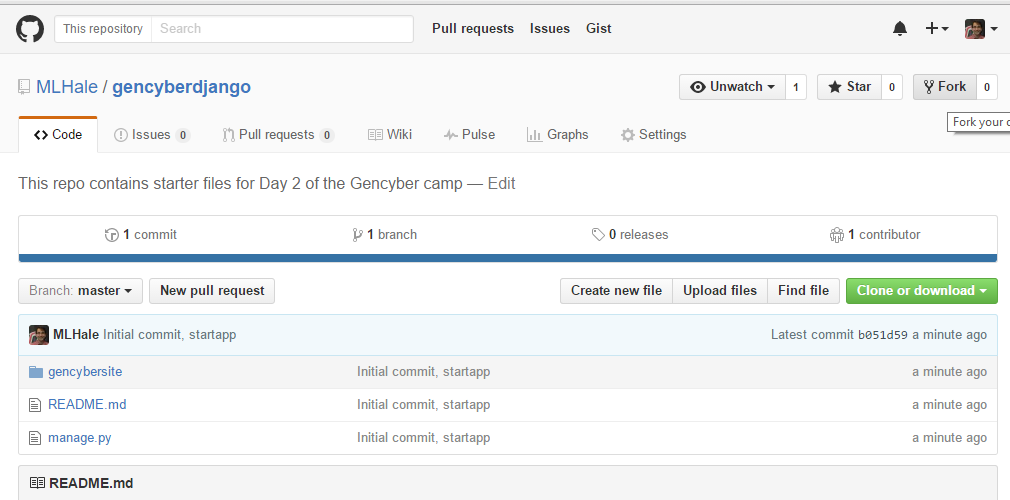 This repository Search Pull requests Issues Gist
MLHale / gencyberdjango Unwatch 1 Star 0 Fork 0
Fork your
Code Issues 0 Pull requests 0 Wiki Pulse Graphs Settings
This repo contains starter files for Day 2 of the Gencyber camp — Edit
1 commit 1 branch 0 releases 1 contributor
Branch: master New pull request Create new file Upload files Find file Clone or download
MLHale Initial commit, startapp Latest commit b051d59 a minute ago
gencybersite Initial commit, startapp a minute ago
README.md Initial commit, startapp a minute ago
manage.py Initial commit, startapp a minute ago
README.md